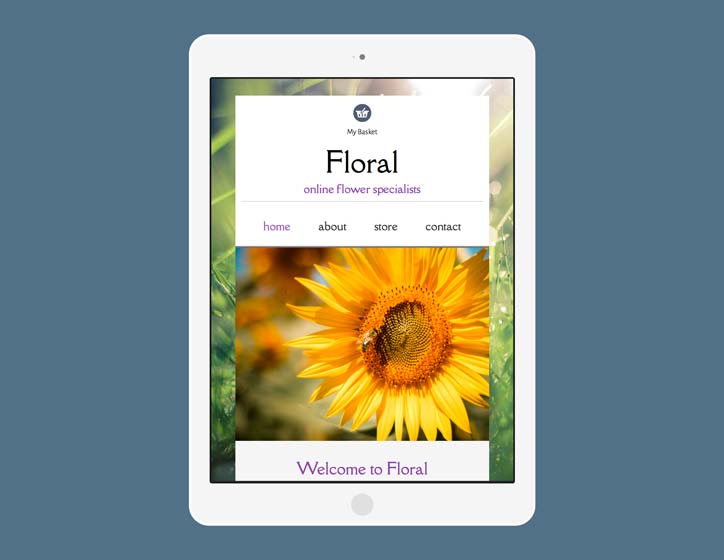 My Basket
Floral
online flower specialists
home about store contact
Welcome to Floral